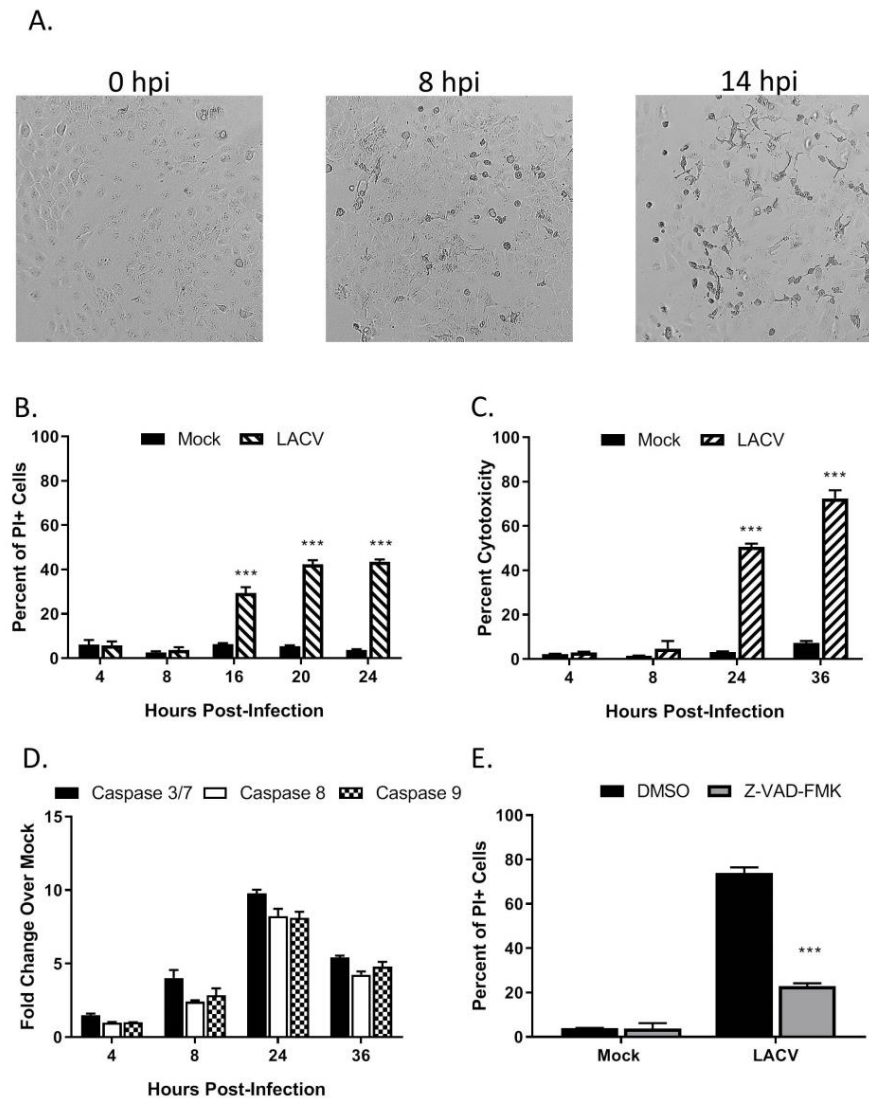 A.
0 hpi 8 hpi 14 hpi
B.
Mock LACV
Percent of PI+ Cells
100
80
60
40
20
0
*** *** ***
4 8 16 20 24
Hours Post-Infection
C.
Mock LACV
Percent Cytotoxicity
100
80
60
40
20
0
*** ***
4 8 24 36
Hours Post-Infection
D.
Caspase 3/7 Caspase 8 Caspase 9
Fold Change Over Mock
15
10
5
0
4 8 24 36
Hours Post-Infection
E.
DMSO Z-VAD-FMK
Percent of PI+ Cells
100
80
60
40
20
0
***
Mock LACV